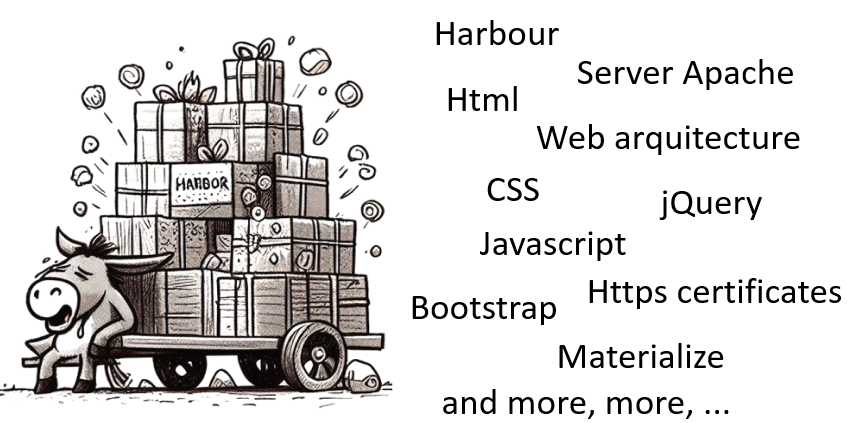 Harbour
Server Apache
Html
Web arquitecture
HARBOR
CSS
jQuery
Javascript
Https certificates
Bootstrap
Materialize
and more, more, ...